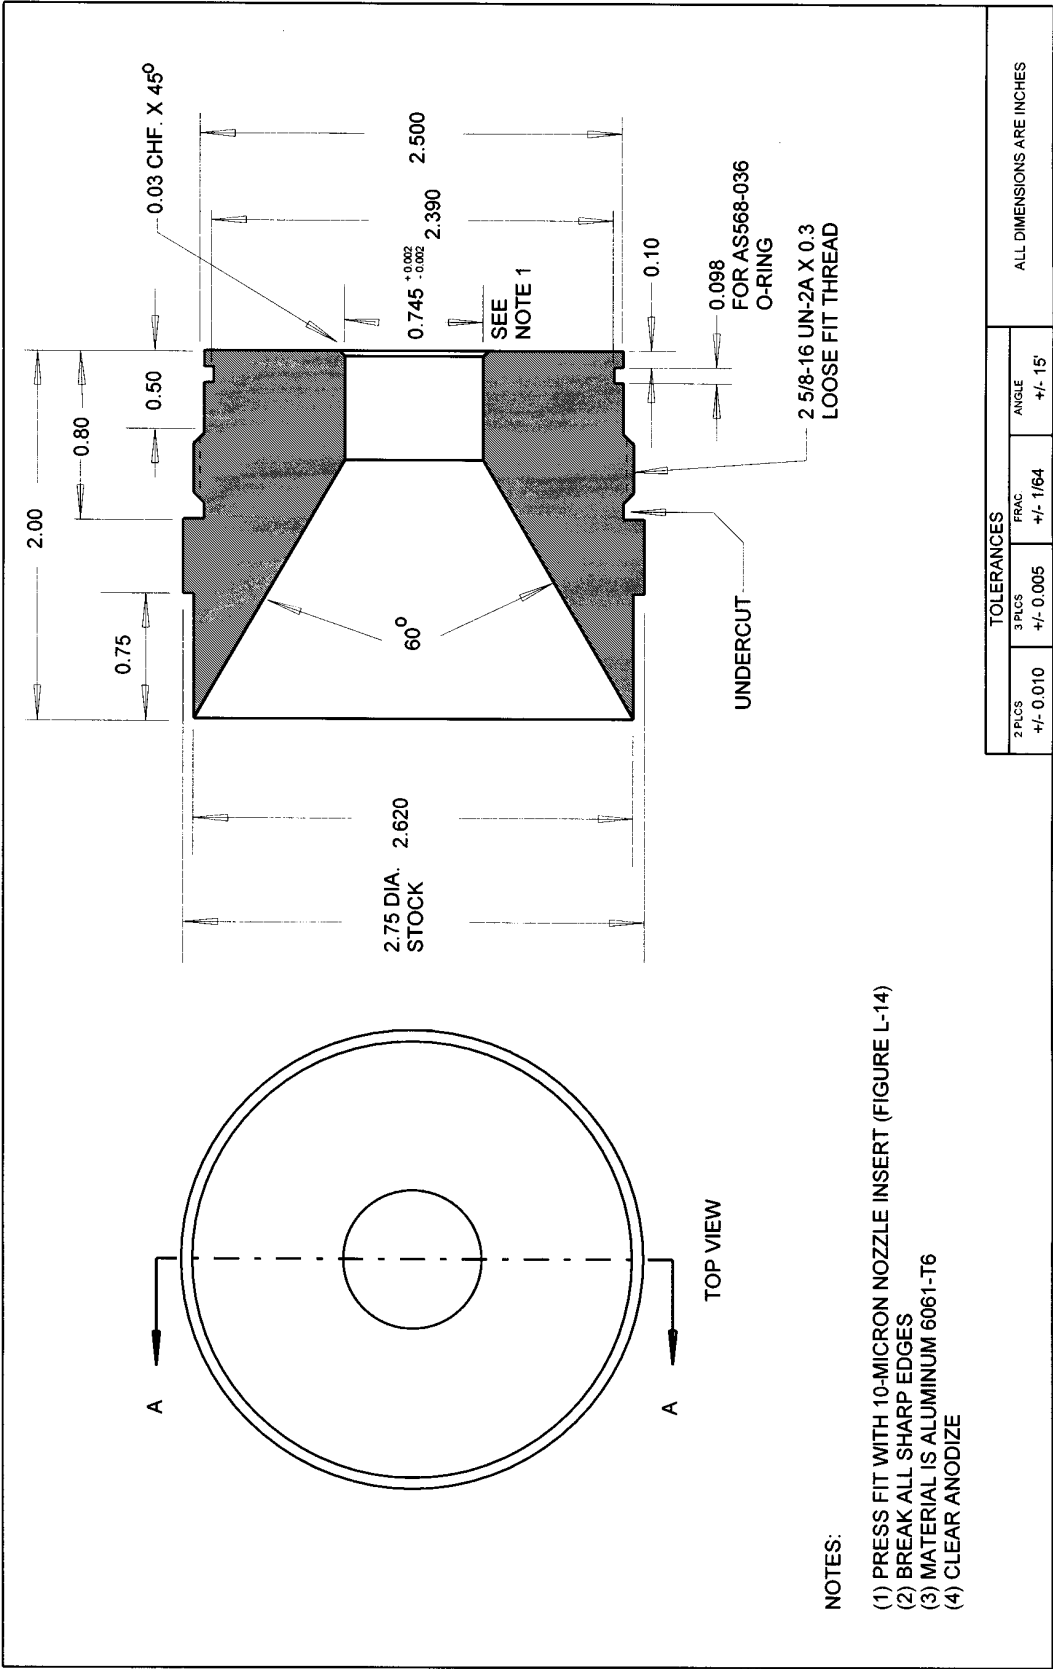 0.03 CHF. X 45°
2.00
0.80
0.50
0.75
2.500
2.390
0.745 +0.002
-0.002
SEE
NOTE 1
60°
0.10
0.098
FOR AS568-036
O-RING
2 5/8-16 UN-2A X 0.3
LOOSE FIT THREAD
UNDERCUT
2.620
2.75 DIA.
STOCK
A
A
TOP VIEW
NOTES:
(1) PRESS FIT WITH 10-MICRON NOZZLE INSERT (FIGURE L-14)
(2) BREAK ALL SHARP EDGES
(3) MATERIAL IS ALUMINUM 6061-T6
(4) CLEAR ANODIZE
TOLERANCES
2 PLCS 3 PLCS FRAC. ANGLE
+/- 0.010 +/- 0.005 +/- 1/64 +/- 15'
ALL DIMENSIONS ARE INCHES